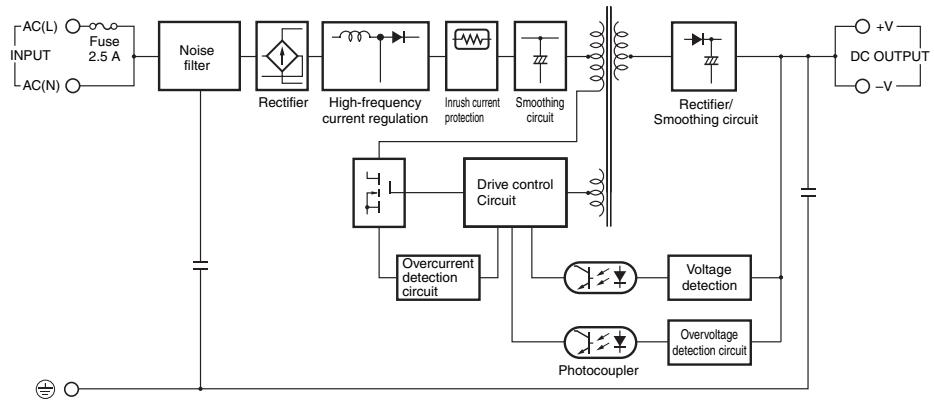 AC(L)
Fuse
2.5 A
INPUT
AC(N)
Noise
filter
Rectifier
High-frequency
current regulation
Inrush current
protection
Smoothing
circuit
Rectifier/
Smoothing circuit
+V
DC OUTPUT
–V
Drive control
Circuit
Overcurrent
detection
circuit
Voltage
detection
Overvoltage
detection circuit
Photocoupler